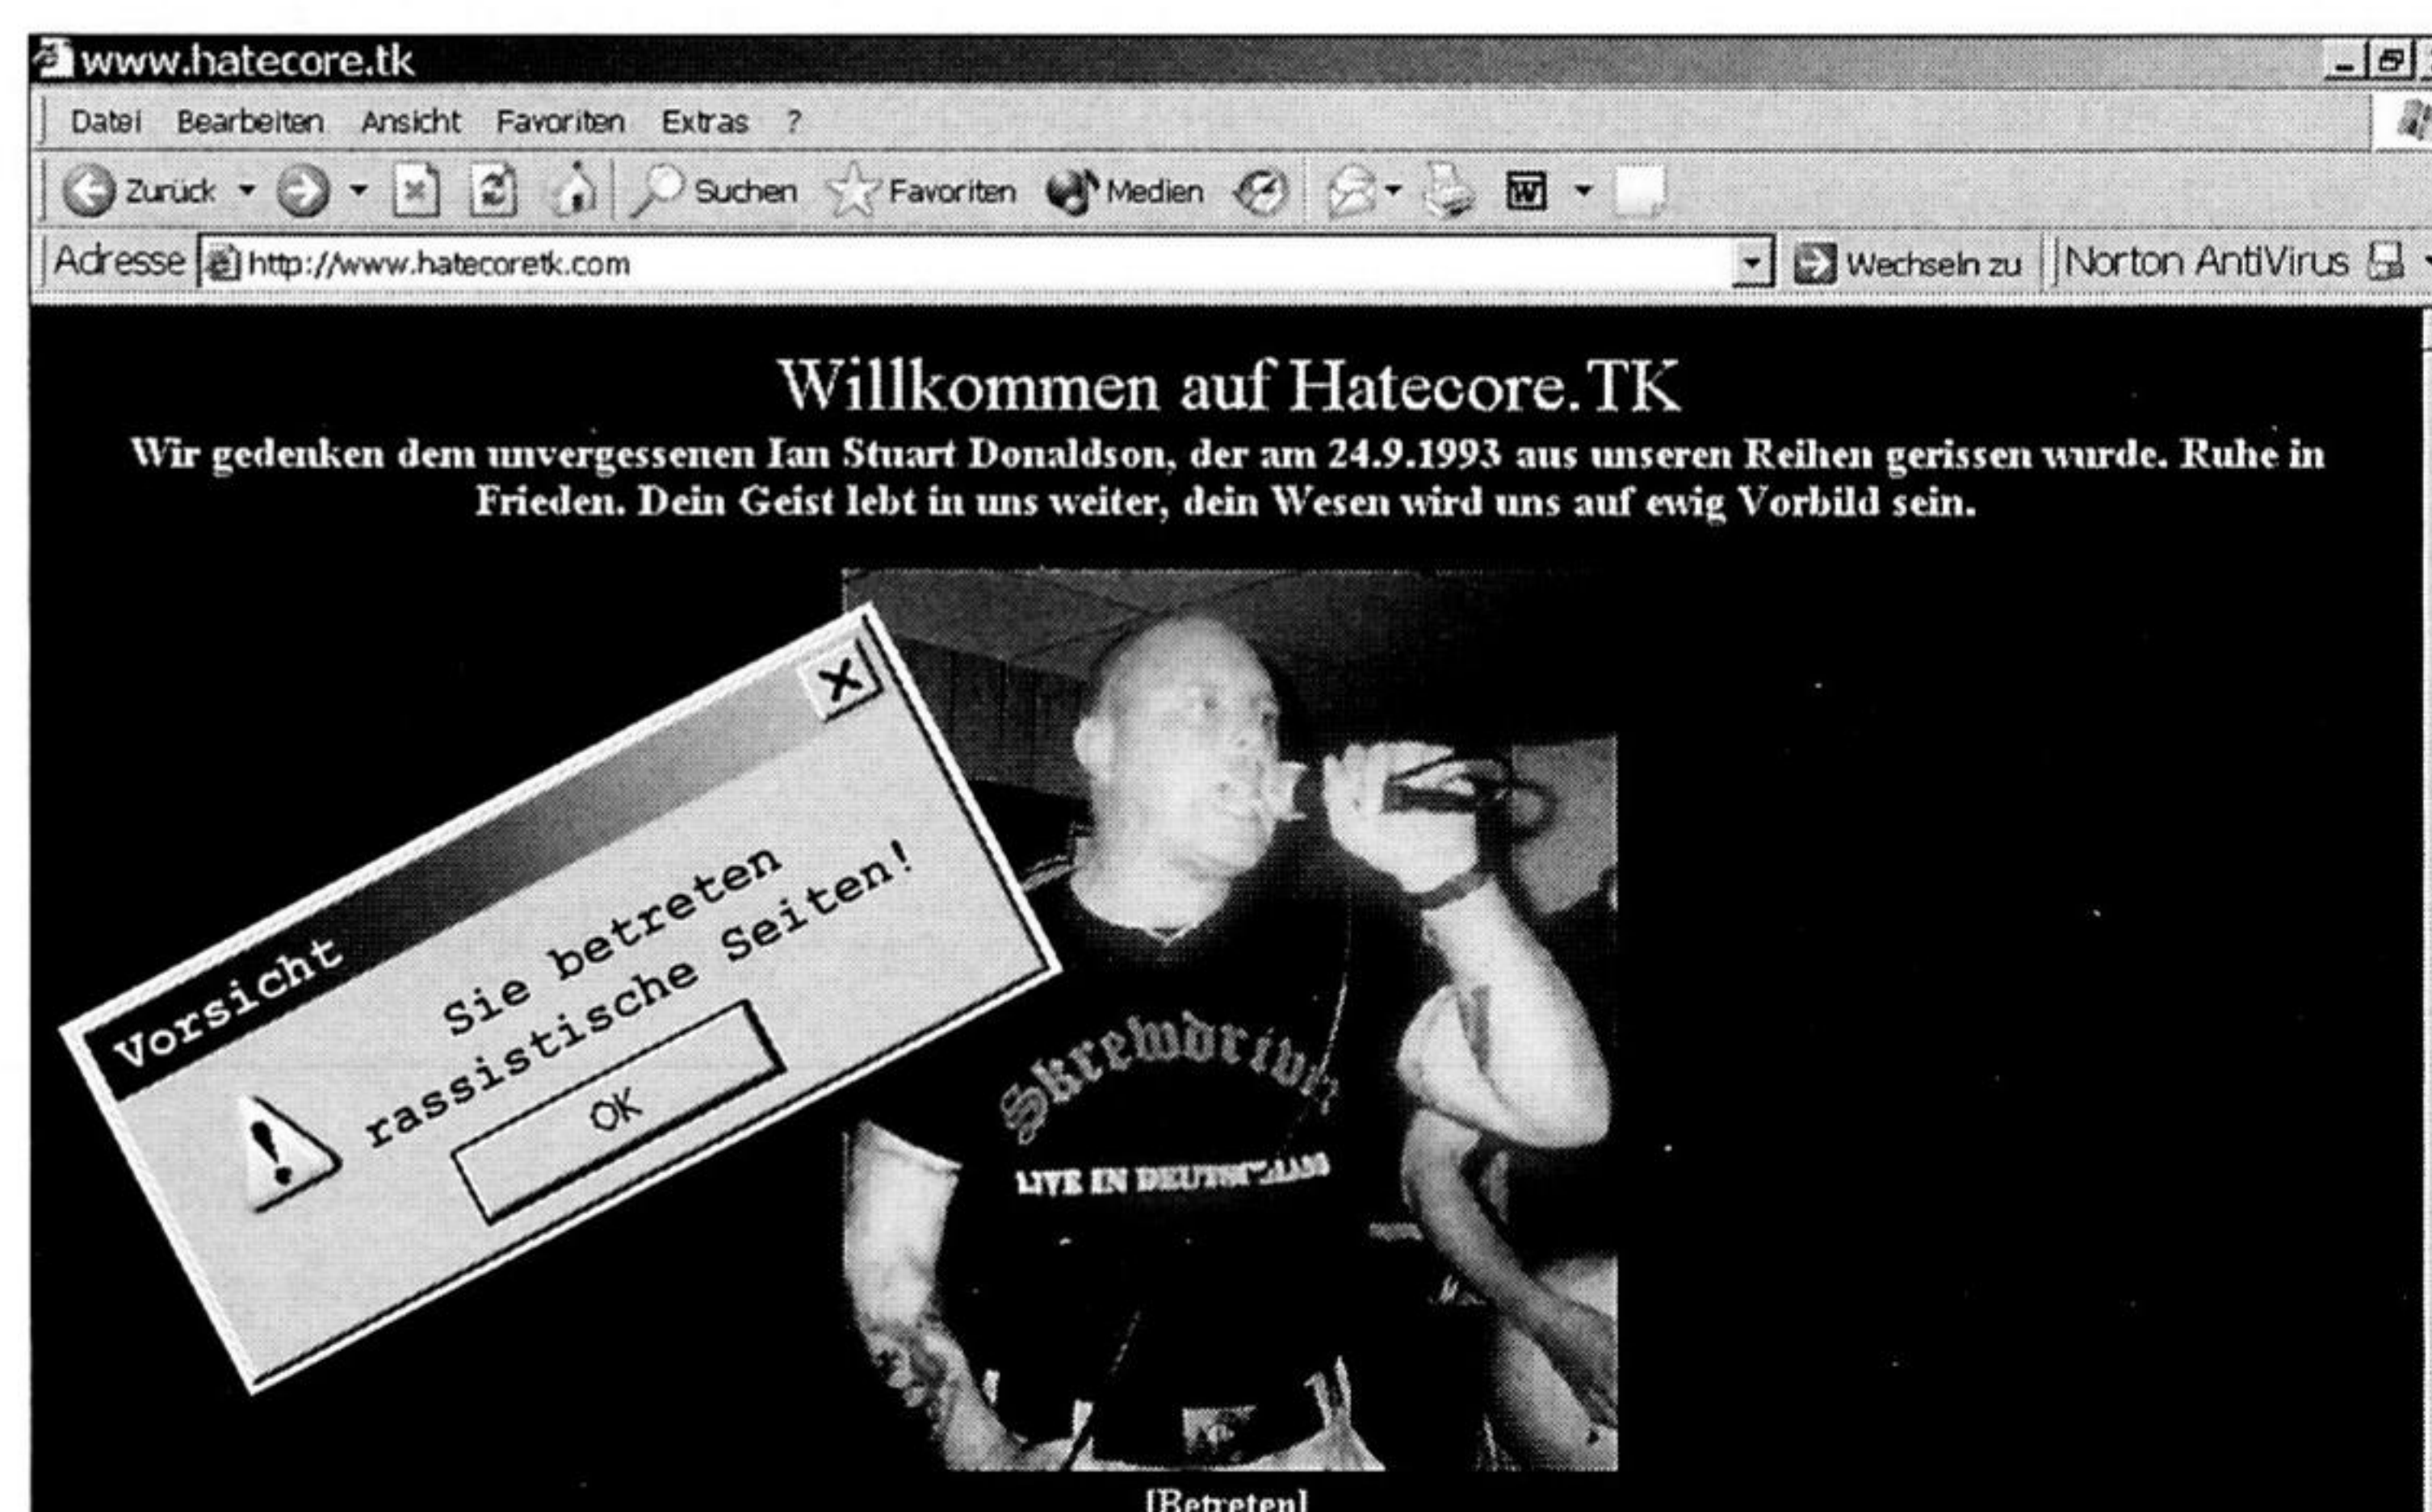 www.hatecore.tk
Datei Bearbeiten Ansicht Favoriten Extras ?
Zurück Suchen Favoriten Medien W
Adresse http://www.hatecoretk.com Wechseln zu Norton AntiVirus
Willkommen auf Hatecore.TK
Wir gedenken dem unvergessenen Ian Stuart Donaldson, der am 24.9.1993 aus unseren Reihen gerissen wurde. Ruhe in
Frieden. Dein Geist lebt in uns weiter, dein Wesen wird uns auf ewig Vorbild sein.
Vorsicht
Sie betreten
rassistische Seiten!
OK
LIVE IN
[Betreten]